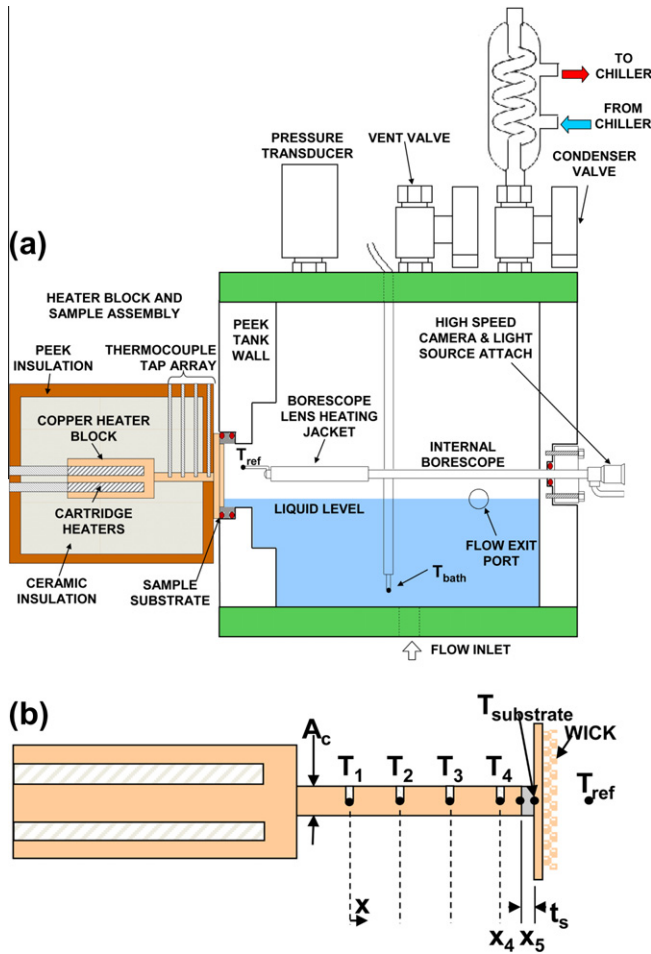 TO
CHILLER
FROM
CHILLER
PRESSURE
TRANSDUCER
VENT VALVE
CONDENSER
VALVE
(a)
HEATER BLOCK AND
SAMPLE ASSEMBLY
PEEK
INSULATION
THERMOCOUPLE
TAP ARRAY
PEEK
TANK
WALL
HIGH SPEED
CAMERA & LIGHT
SOURCE ATTACH
COPPER HEATER
BLOCK
BORESCOPE
LENS HEATING
JACKET
INTERNAL
BORESCOPE
Tref
CARTRIDGE
HEATERS
LIQUID LEVEL
FLOW EXIT
PORT
CERAMIC
INSULATION
SAMPLE
SUBSTRATE
Tbath
FLOW INLET
(b)
Tsubstrate
WICK
Ac
T1 T2 T3 T4
Tref
x
ts
x4 x5